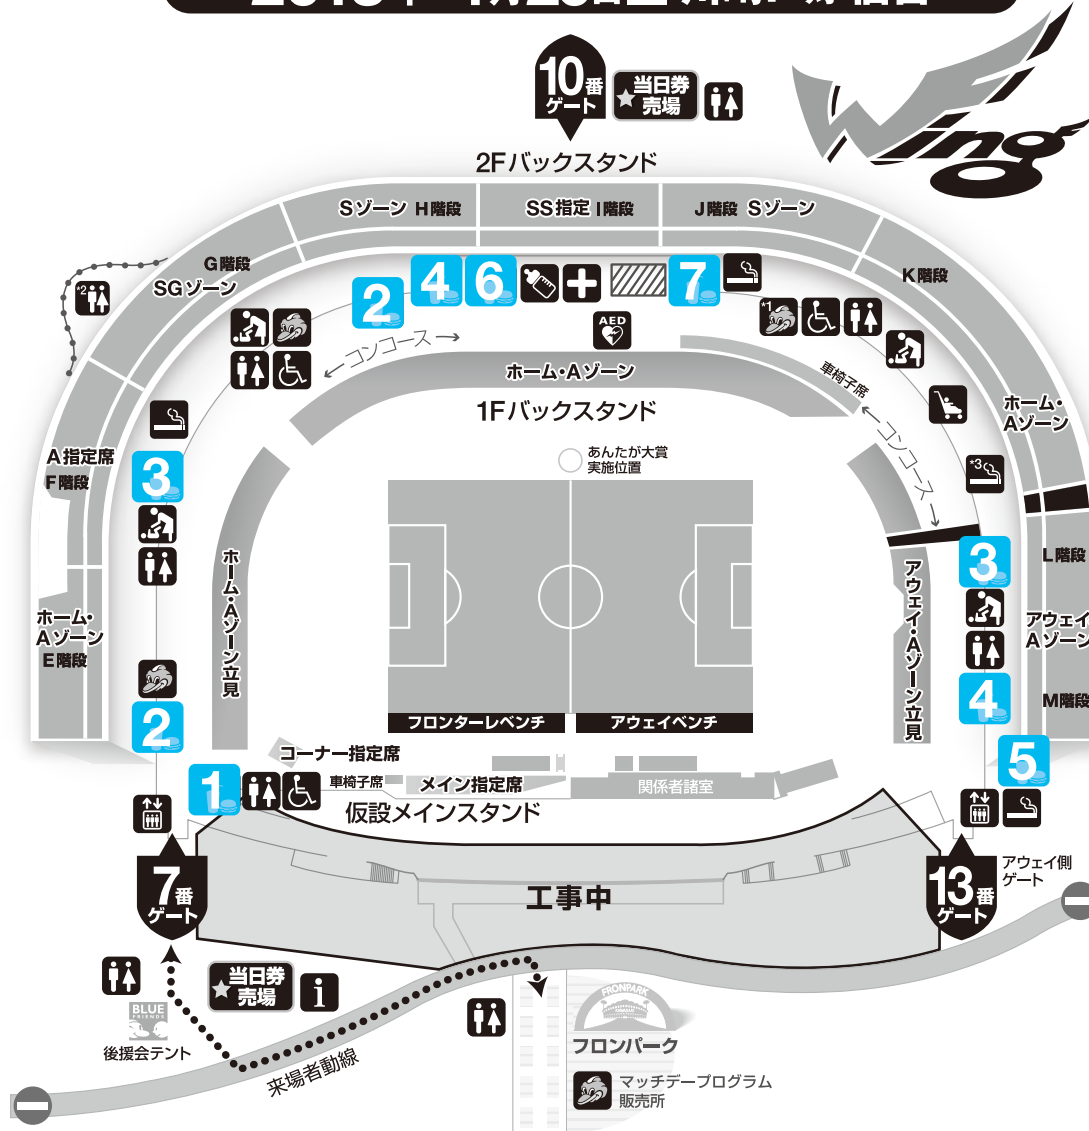 10番
ゲート
当日券
売場
Wing
2Fバックスタンド
Sゾーン H階段
SS指定 I階段
J階段 Sゾーン
G階段
SGゾーン
K階段
*2
2
4
6
7
AED
*1
コンコース
ホーム・Aゾーン
車椅子席
1Fバックスタンド
ホーム・
Aゾーン
コンコース
A指定席
F階段
3
あんたが大賞
実施位置
*3
ホーム・Aゾーン立見
アウェイ・Aゾーン立見
3
L階段
ホーム・
Aゾーン
E階段
アウェイ
Aゾーン
M階段
2
4
フロンターレベンチ
アウェイベンチ
5
コーナー指定席
1
車椅子席
メイン指定席
関係者諸室
仮設メインスタンド
7番
ゲート
工事中
13番
ゲート
アウェイ側
ゲート
当日券
売場
i
BLUE
FRIENDS
後援会テント
来場者動線
FRONPARK
フロンパーク
マッチデープログラム
販売所